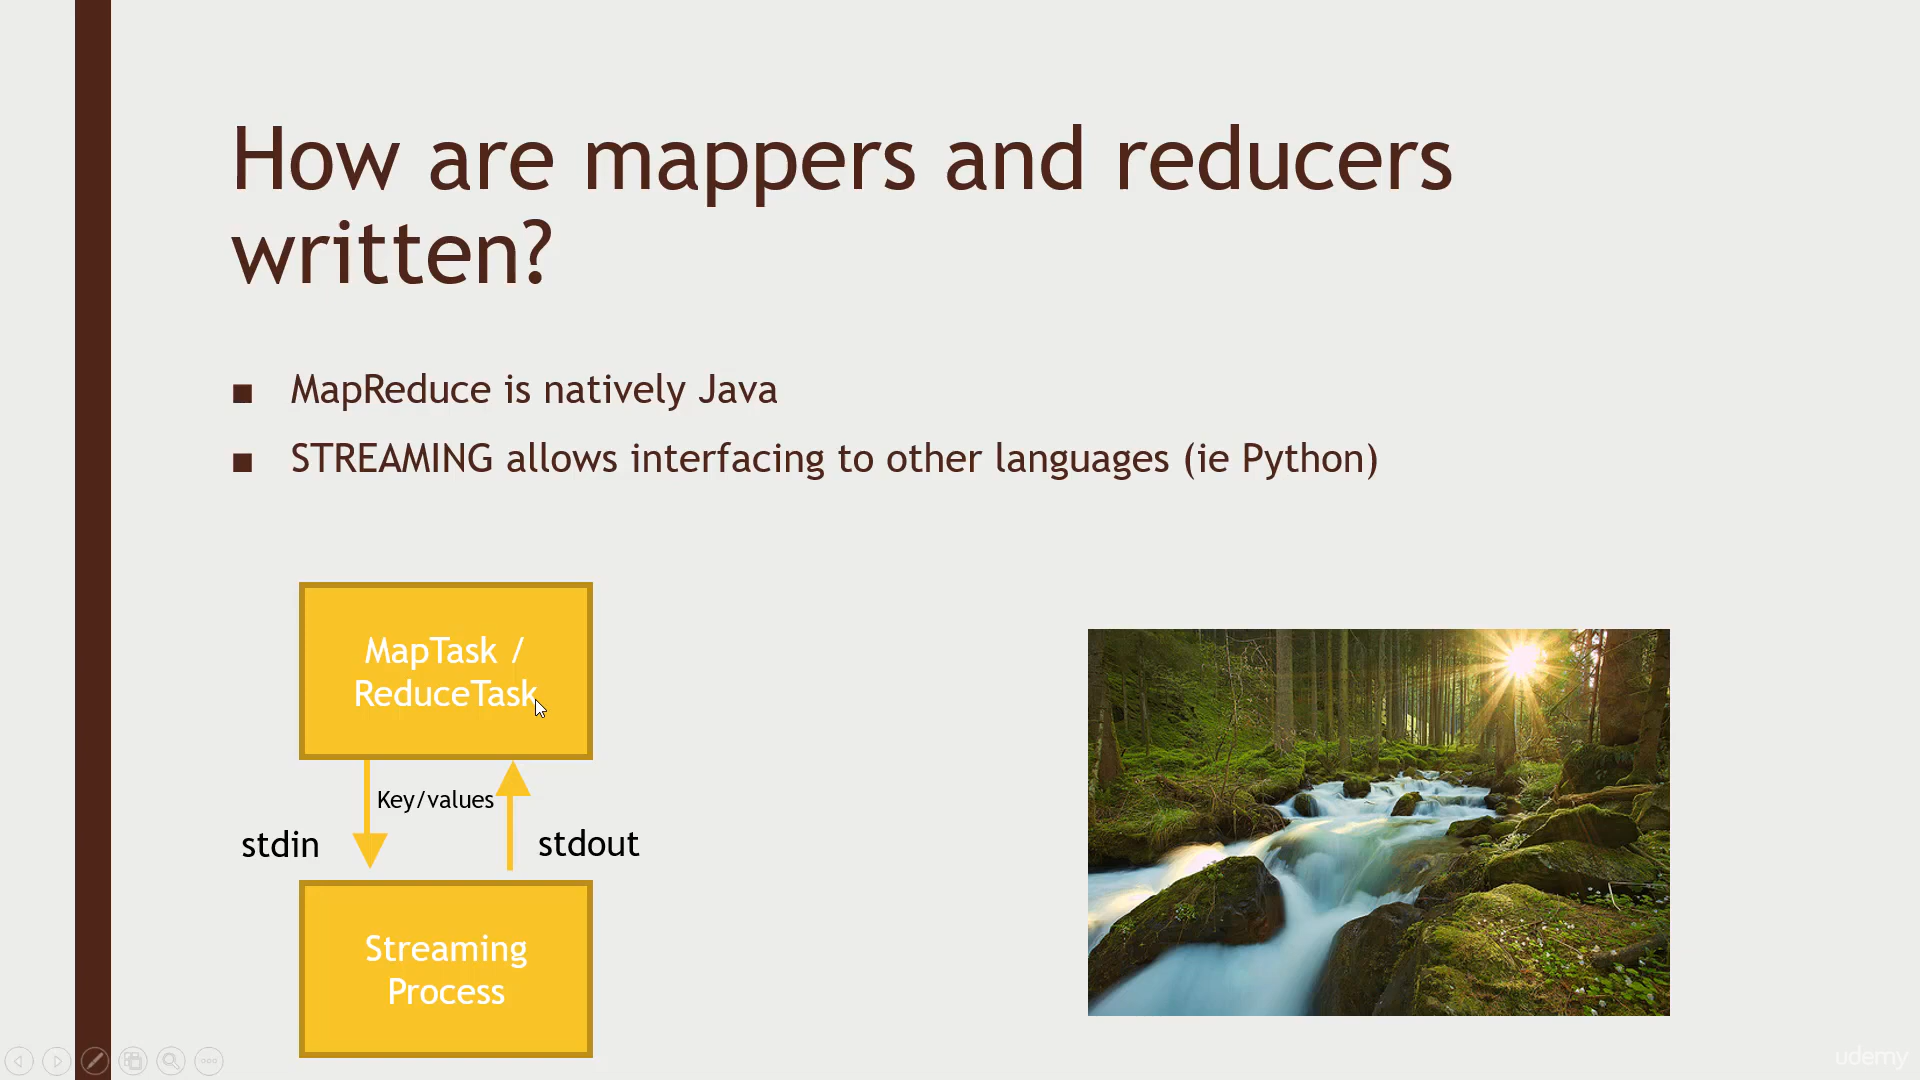 How are mappers and reducers
written?
■ MapReduce is natively Java
■ STREAMING allows interfacing to other languages (ie Python)
MapTask /
ReduceTask
Key/values
stdin
stdout
Streaming
Process
udemy